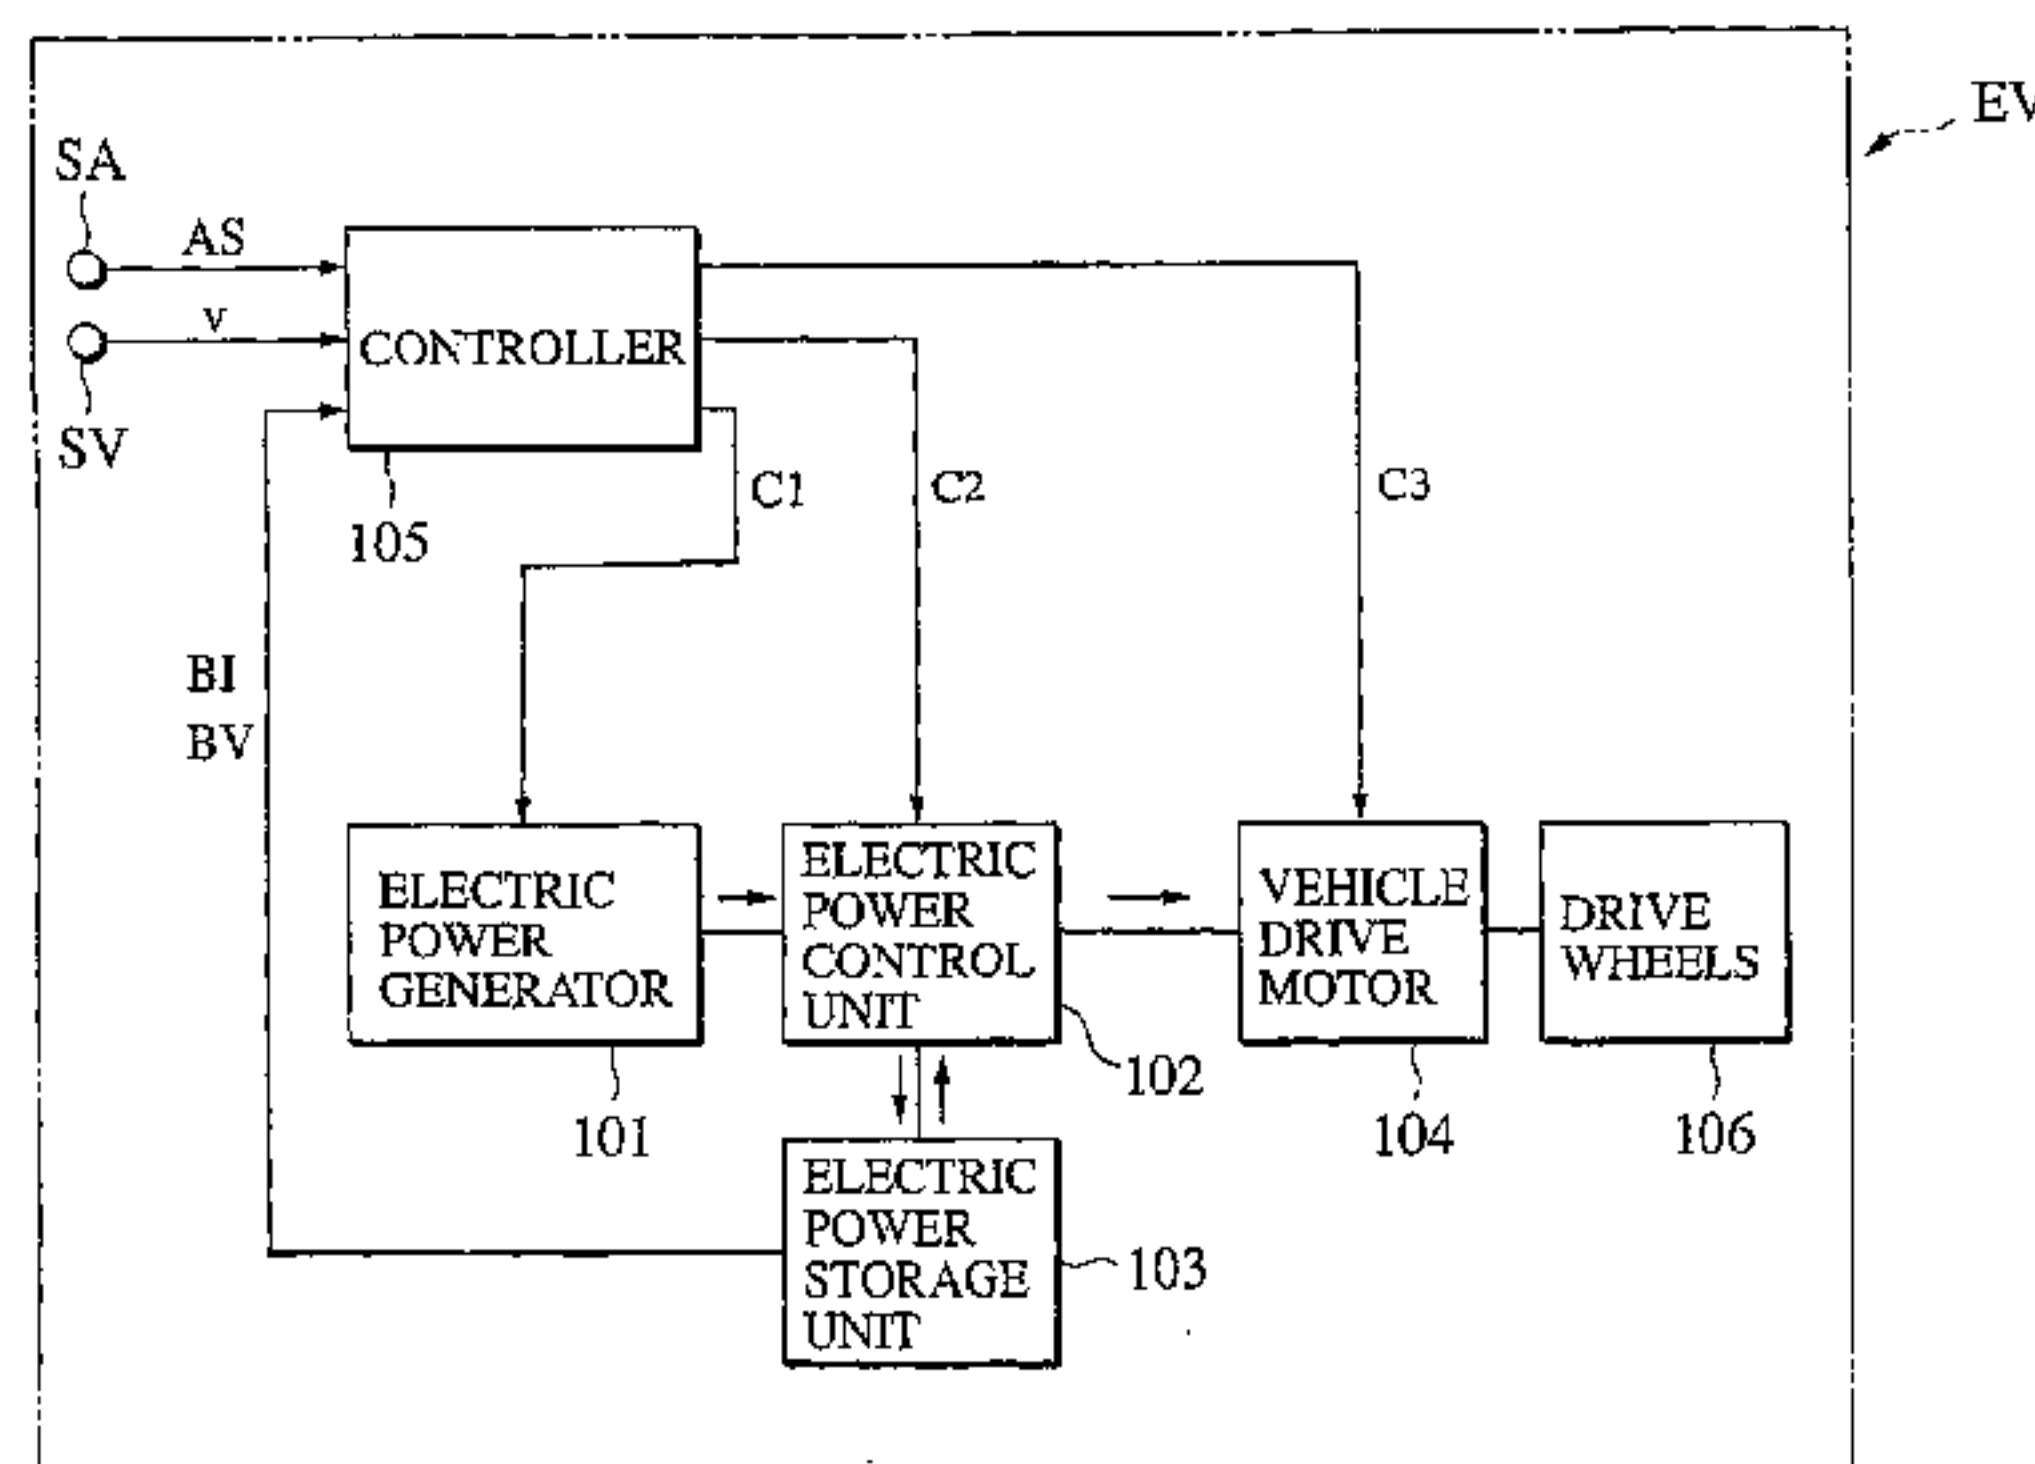 EV
SA
AS
v
SV
CONTROLLER
105
C1
C2
C3
BI
BV
ELECTRIC
POWER
GENERATOR
101
ELECTRIC
POWER
CONTROL
UNIT
102
VEHICLE
DRIVE
MOTOR
104
DRIVE
WHEELS
106
ELECTRIC
POWER
STORAGE
UNIT
103